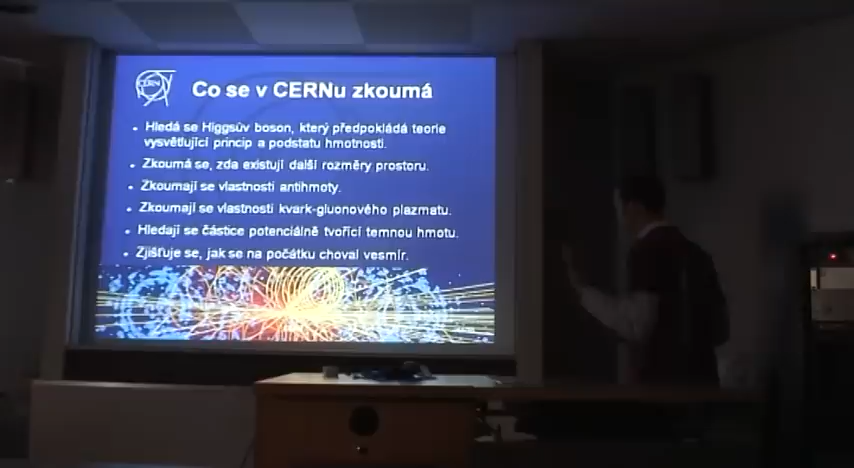 CERN
Co se v CERNu zkoumá
• Hledá se Higgsův boson, který předpokládá teorie
vysvětlující princip a podstatu hmotnosti.
• Zkoumá se, zda existují další rozměry prostoru.
• Zkoumají se vlastnosti antihmoty.
• Zkoumají se vlastnosti kvark-gluonového plazmatu.
• Hledají se částice potenciálně tvořící temnou hmotu.
• Zjišťuje se, jak se na počátku choval vesmír.